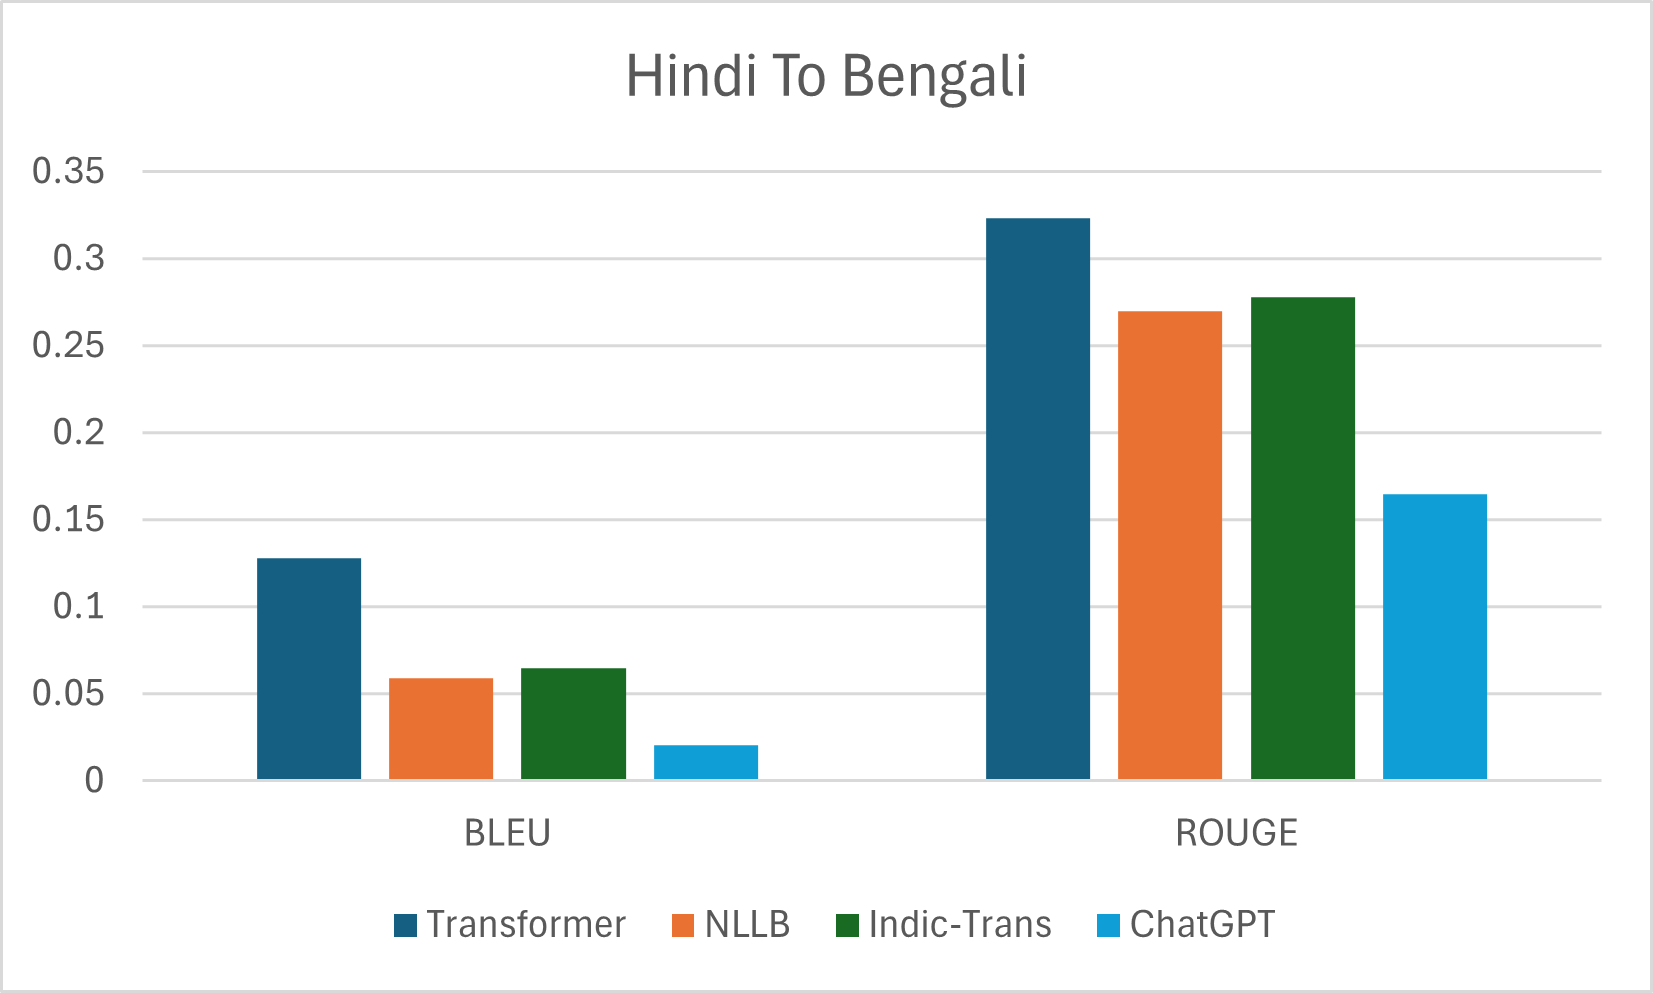 Hindi To Bengali
0.35
0.3
0.25
0.2
0.15
0.1
0.05
0
BLEU ROUGE
Transformer NLLB Indic-Trans ChatGPT